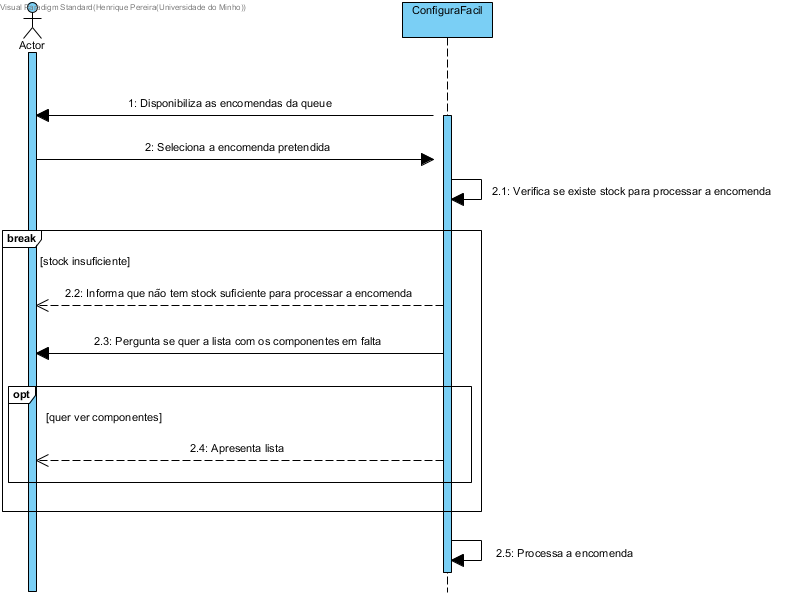 Visual Paradigm Standard(Henrique Pereira(Universidade do Minho))
ConfiguraFacil
Actor
1: Disponibiliza as encomendas da queue
2: Seleciona a encomenda pretendida
2.1: Verifica se existe stock para processar a encomenda
break
[stock insuficiente]
2.2: Informa que não tem stock suficiente para processar a encomenda
2.3: Pergunta se quer a lista com os componentes em falta
opt
[quer ver componentes]
2.4: Apresenta lista
2.5: Processa a encomenda